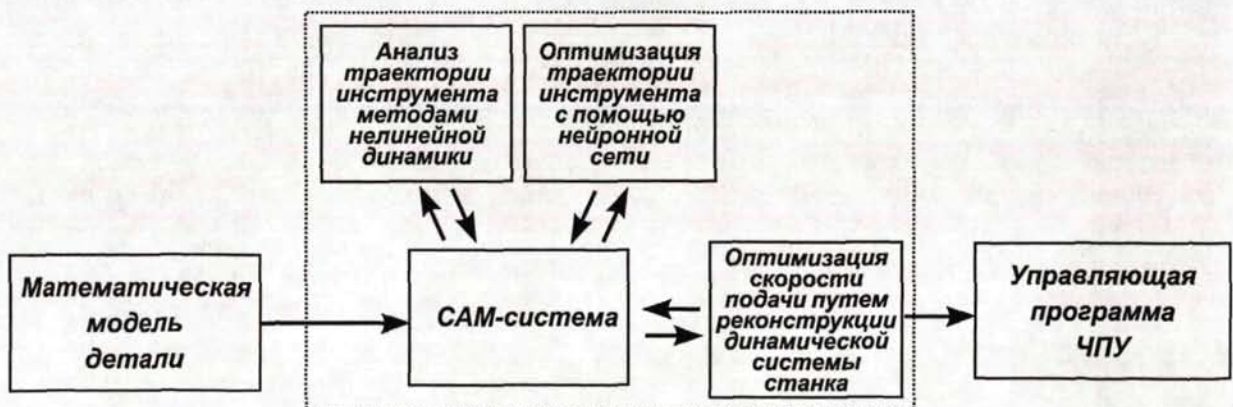 Анализ
траектории
инструмента
методами
нелинейной
динамики
Оптимизация
траектории
инструмента
с помощью
нейронной
сети
Математическая
модель
детали
САМ-система
Оптимизация
скорости
подачи путем
реконструкции
динамической
системы
станка
Управляющая
программа
ЧПУ